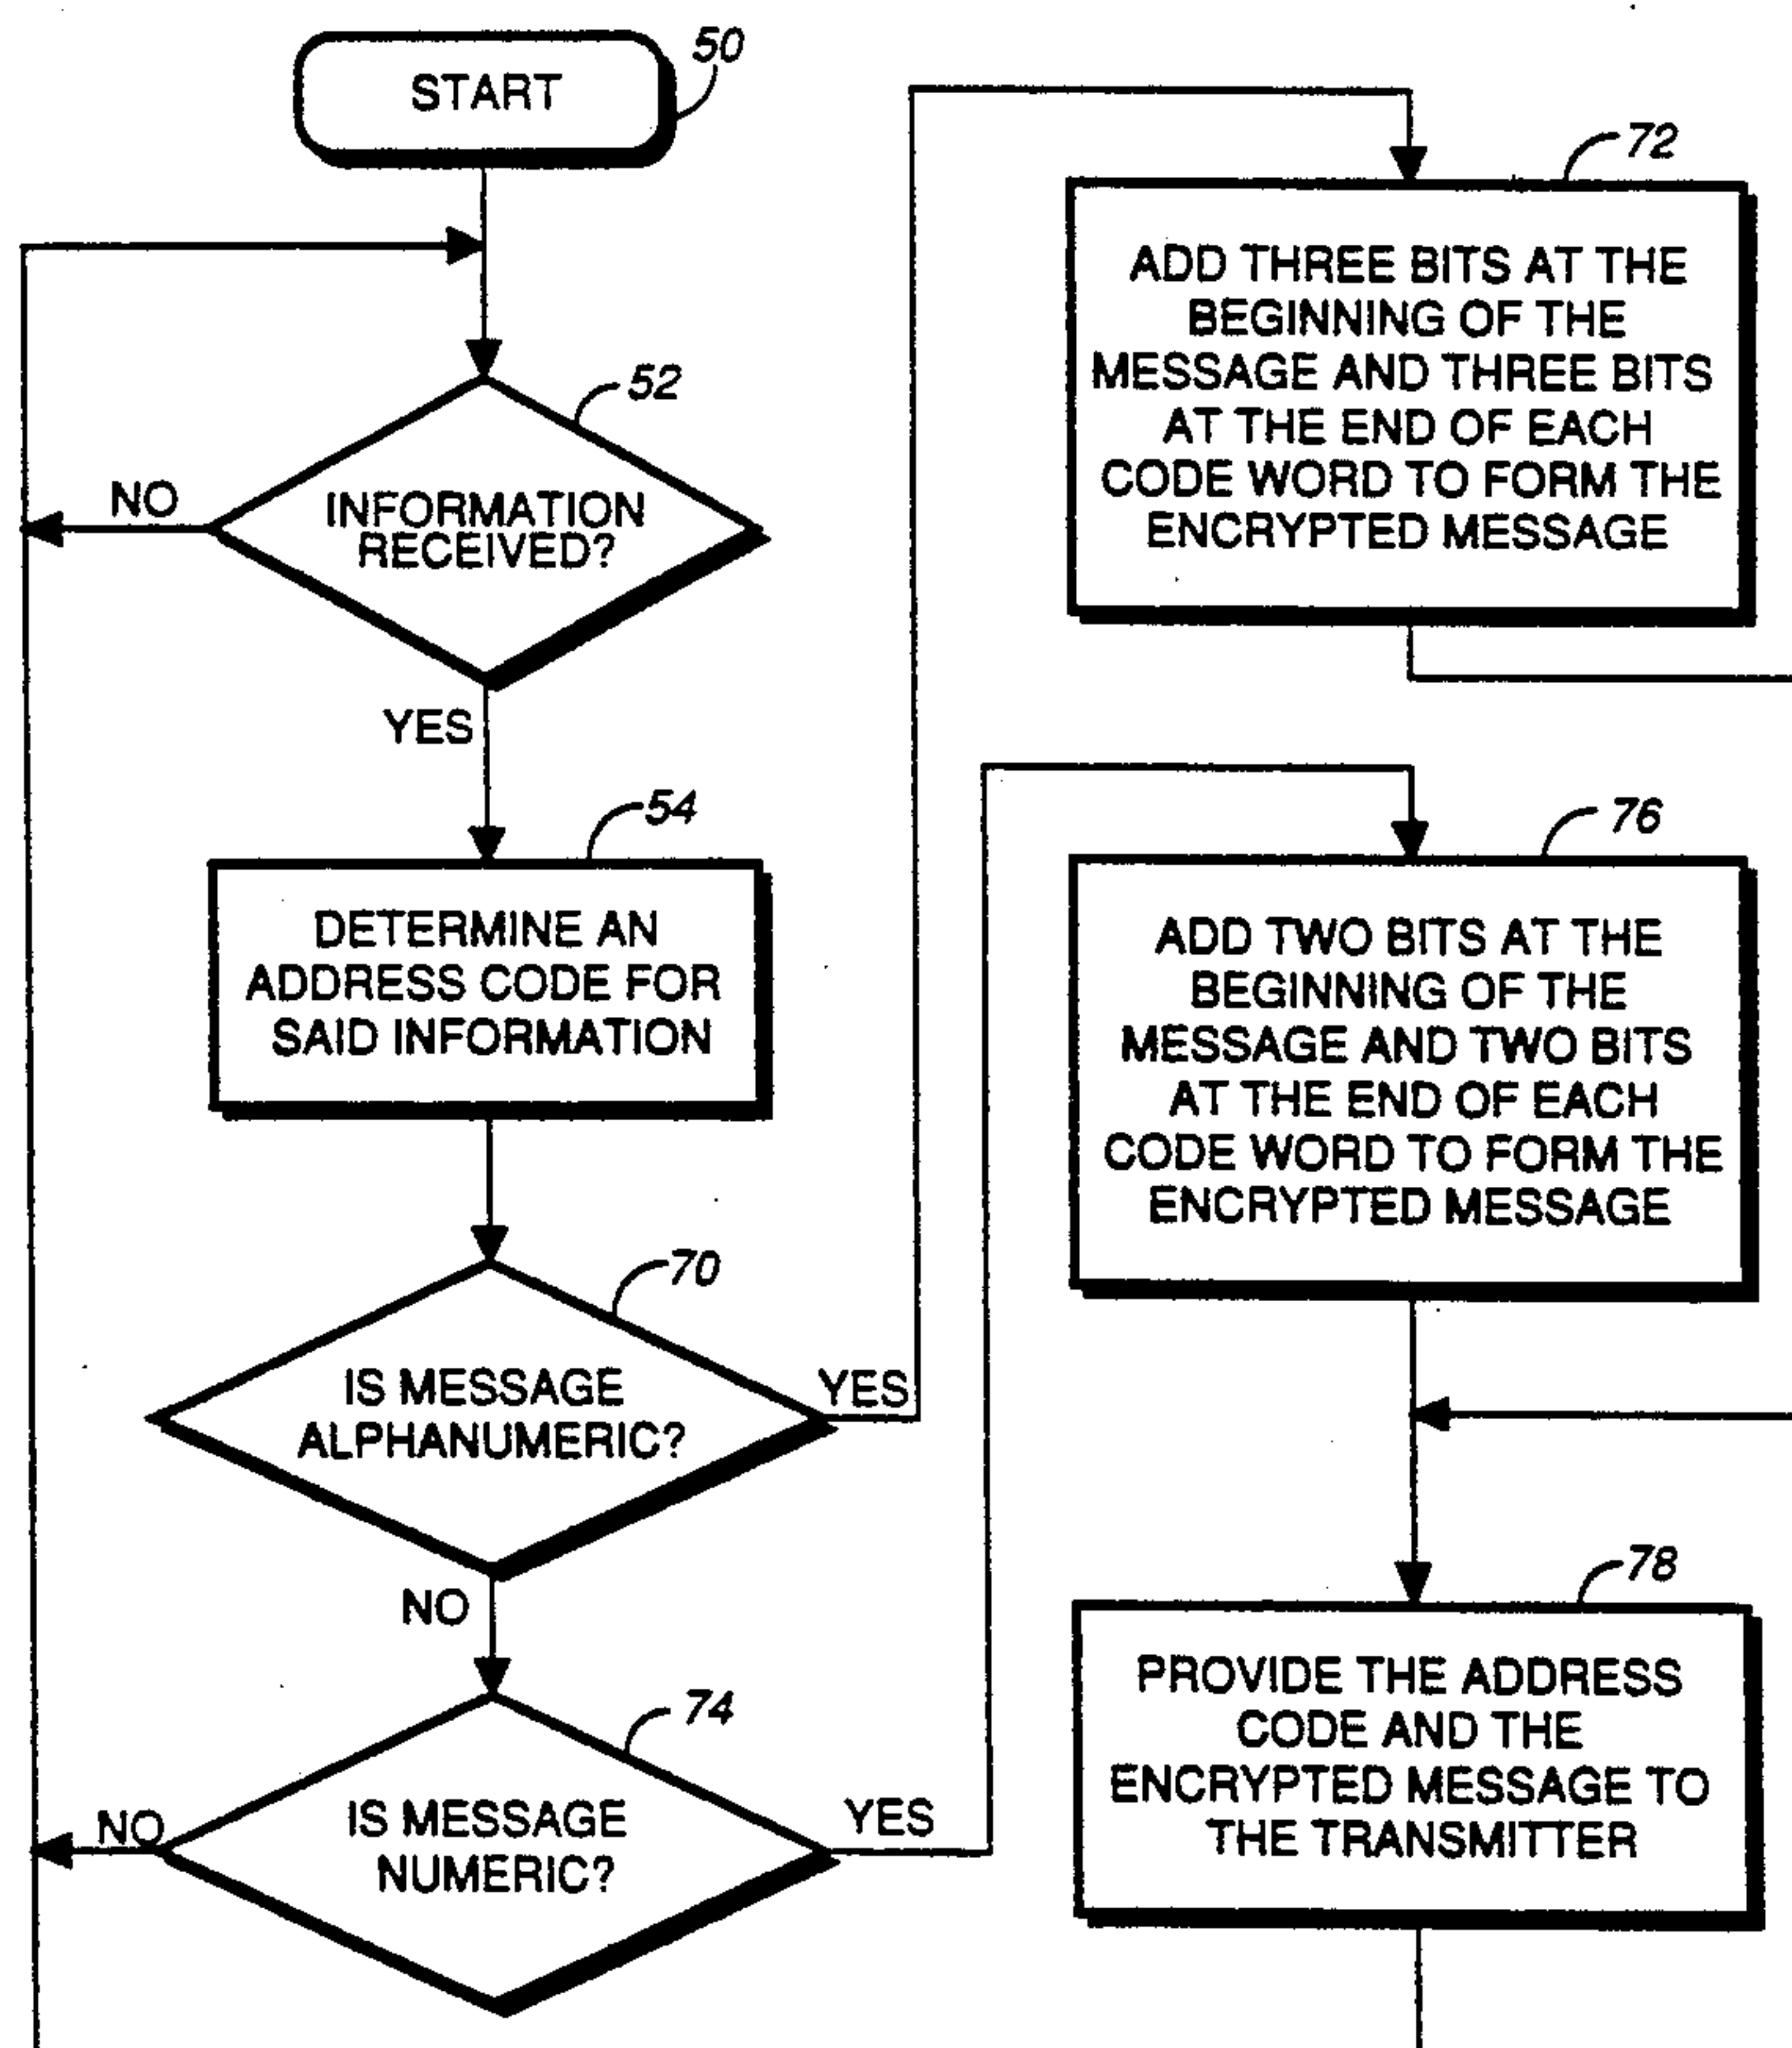 START
50
52
INFORMATION
RECEIVED?
NO
YES
54
DETERMINE AN
ADDRESS CODE FOR
SAID INFORMATION
70
IS MESSAGE
ALPHANUMERIC?
YES
NO
74
IS MESSAGE
NUMERIC?
NO
YES
72
ADD THREE BITS AT THE
BEGINNING OF THE
MESSAGE AND THREE BITS
AT THE END OF EACH
CODE WORD TO FORM THE
ENCRYPTED MESSAGE
76
ADD TWO BITS AT THE
BEGINNING OF THE
MESSAGE AND TWO BITS
AT THE END OF EACH
CODE WORD TO FORM THE
ENCRYPTED MESSAGE
78
PROVIDE THE ADDRESS
CODE AND THE
ENCRYPTED MESSAGE TO
THE TRANSMITTER